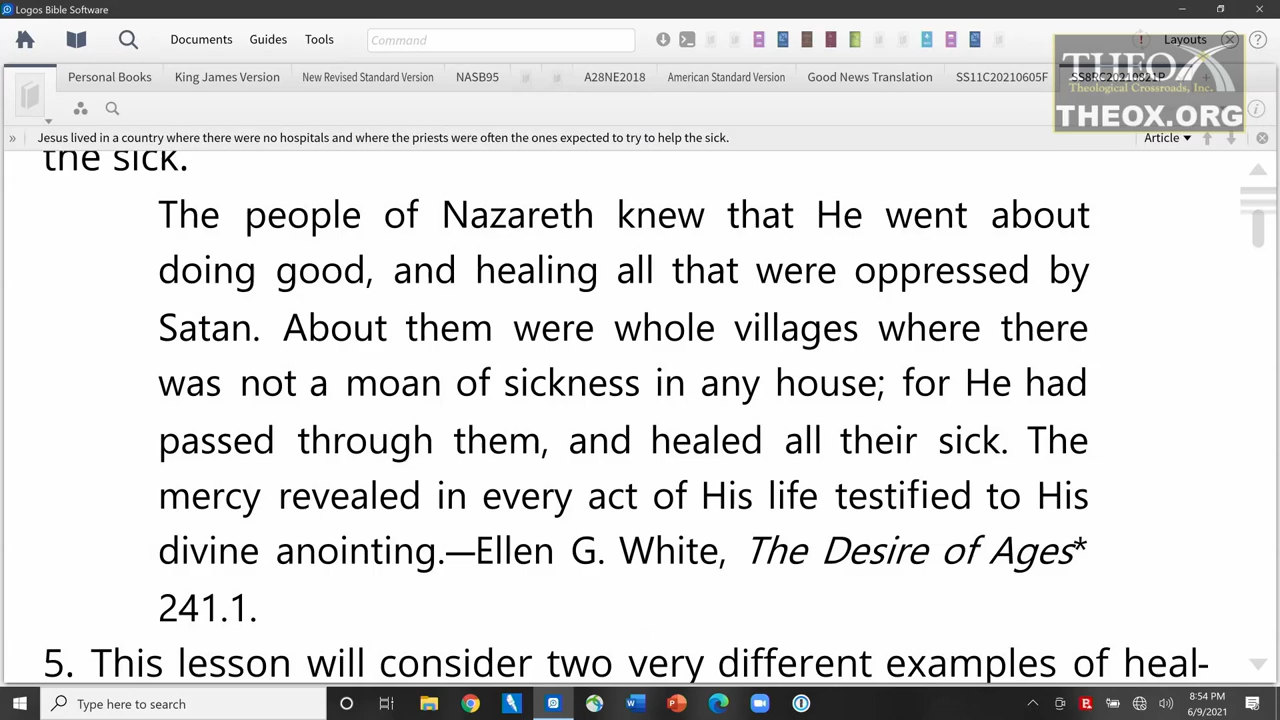 Logos Bible Software
Documents Guides Tools Command Layouts
THEOX
Theological Crossroads, Inc.
THEOX.ORG
Personal Books King James Version New Revised Standard Version NASB95 A28NE2018 American Standard Version Good News Translation SS11C20210605F SS8RC20210821P
» Jesus lived in a country where there were no hospitals and where the priests were often the ones expected to try to help the sick. Article
the sick.
The people of Nazareth knew that He went about
doing good, and healing all that were oppressed by
Satan. About them were whole villages where there
was not a moan of sickness in any house; for He had
passed through them, and healed all their sick. The
mercy revealed in every act of His life testified to His
divine anointing.—Ellen G. White, The Desire of Ages*
241.1.
5. This lesson will consider two very different examples of heal-
Type here to search
8:54 PM
6/9/2021